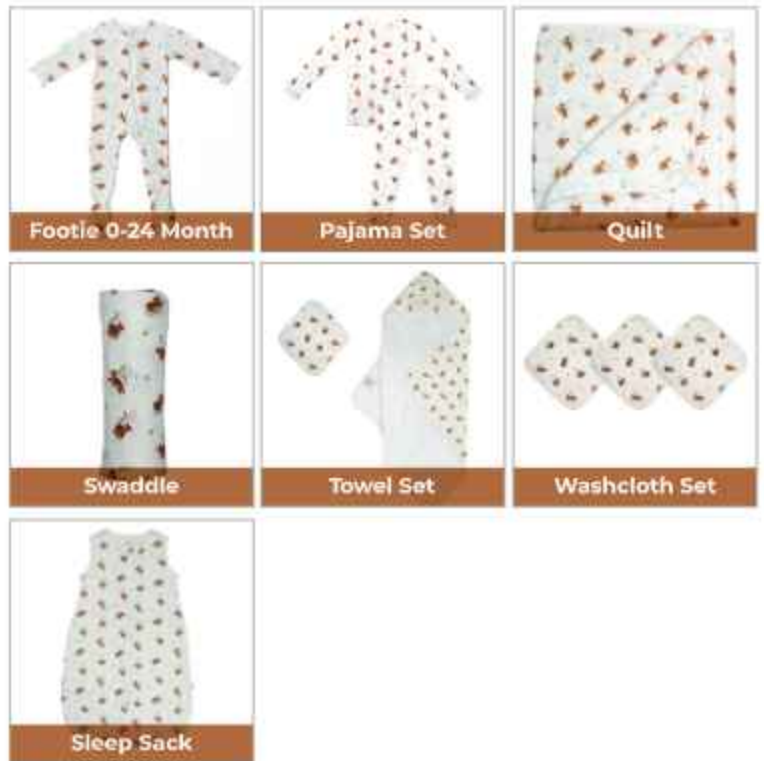 Footie 0-24 Month
Pajama Set
Quilt
Swaddle
Towel Set
Washcloth Set
Sleep Sack